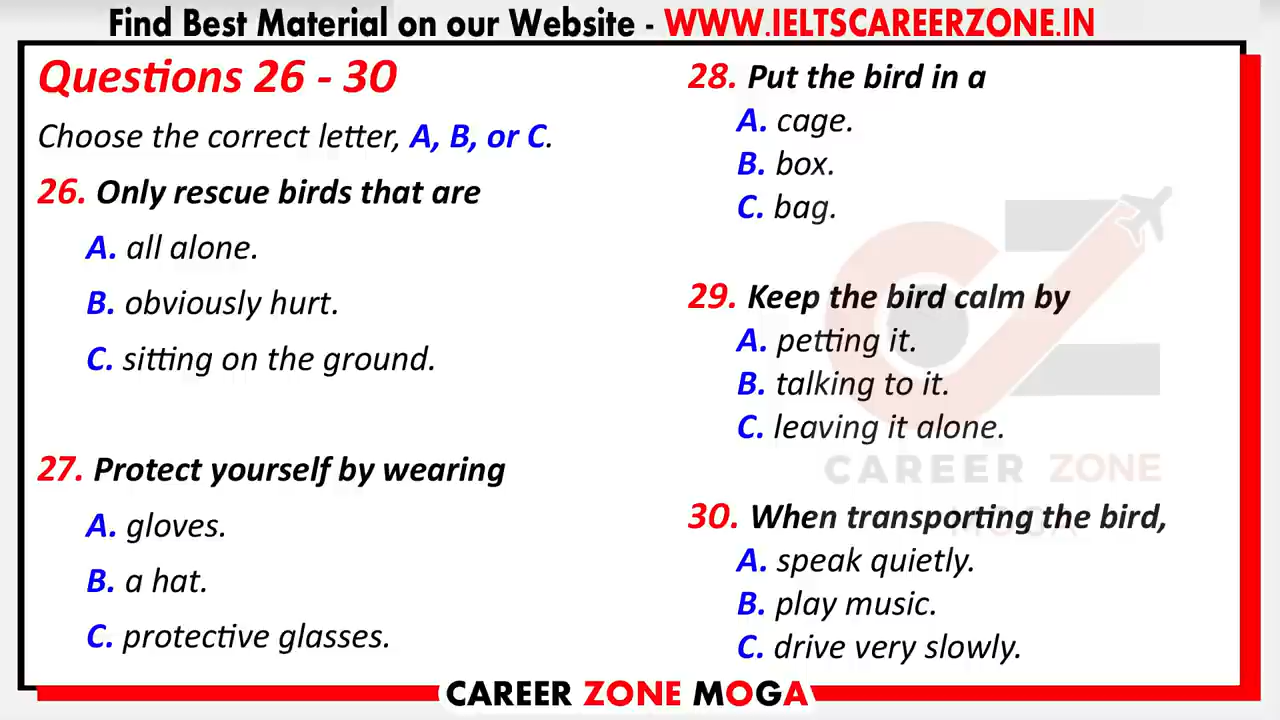 Find Best Material on our Website - WWW.IELTSCAREERZONE.IN
Questions 26 - 30
Choose the correct letter, A, B, or C.
26. Only rescue birds that are
A. all alone.
B. obviously hurt.
C. sitting on the ground.
27. Protect yourself by wearing
A. gloves.
B. a hat.
C. protective glasses.
28. Put the bird in a
A. cage.
B. box.
C. bag.
29. Keep the bird calm by
A. petting it.
B. talking to it.
C. leaving it alone.
CAREER ZONE
MOGA
30. When transporting the bird,
A. speak quietly.
B. play music.
C. drive very slowly.
CAREER ZONE MOGA